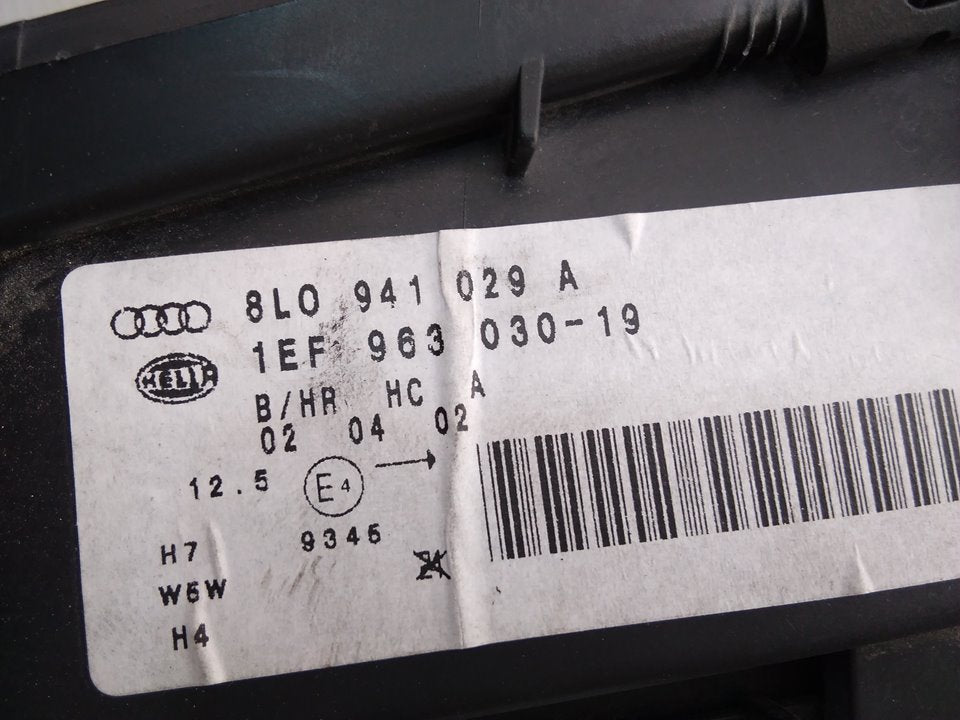 8L0 941 029 A
HELLA
1EF 963 030-19
B/HR HC A
02 04 02
12.5 E4
9345
H7
W5W
H4